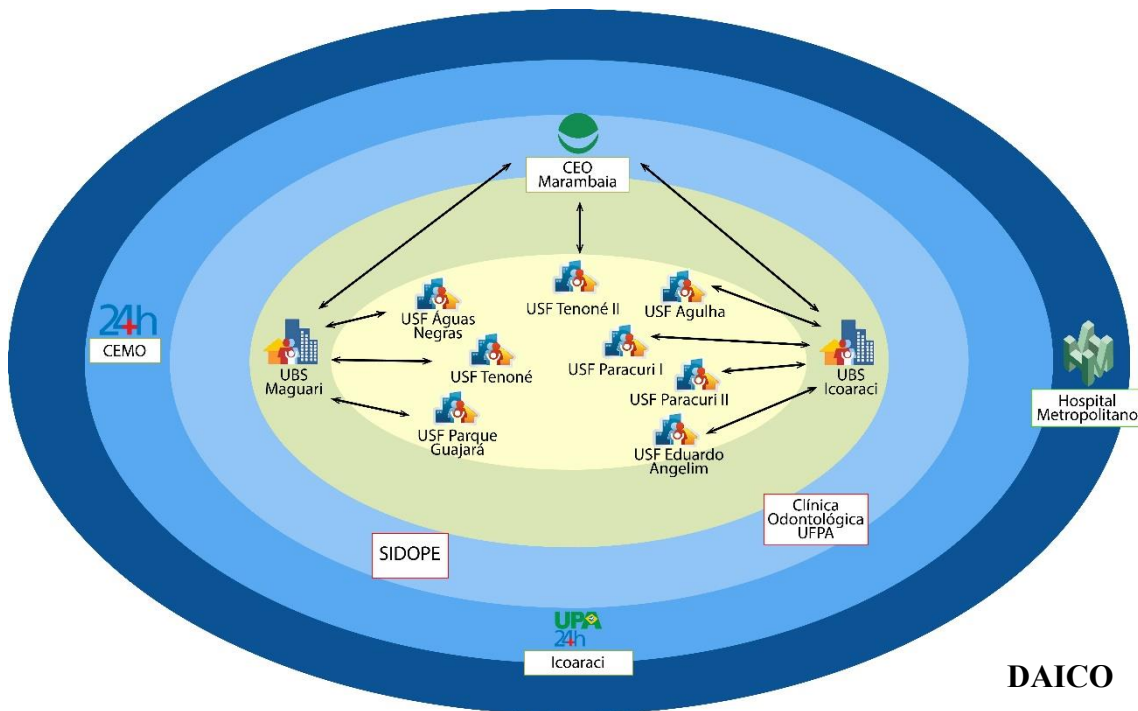 CEO
Marambaia
USF Tenoné II
USF Agulha
USF Águas
Negras
24h
CEMO
UBS
Maguari
USF Tenoné
USF Paracuri I
UBS
Icoaraci
USF Paracuri II
HM
Hospital
Metropolitano
USF Parque
Guajará
USF Eduardo
Angelim
Clínica
Odontológica
UFPA
SIDOPE
UPA
24h
Icoaraci
DAICO